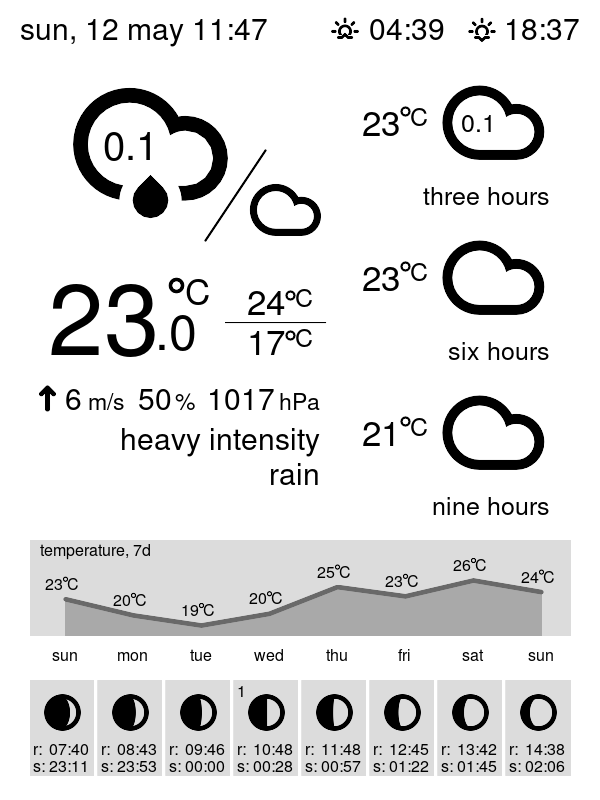 sun, 12 may 11:47 04:39 18:37
0.1
23.0 °C
24°C
17°C
6 m/s 50% 1017 hPa
heavy intensity
rain
23°C 0.1
three hours
23°C
six hours
21°C
nine hours
temperature, 7d
23°C 20°C 19°C 20°C 25°C 23°C 26°C 24°C
sun mon tue wed thu fri sat sun
1
r: 07:40 r: 08:43 r: 09:46 r: 10:48 r: 11:48 r: 12:45 r: 13:42 r: 14:38
s: 23:11 s: 23:53 s: 00:00 s: 00:28 s: 00:57 s: 01:22 s: 01:45 s: 02:06